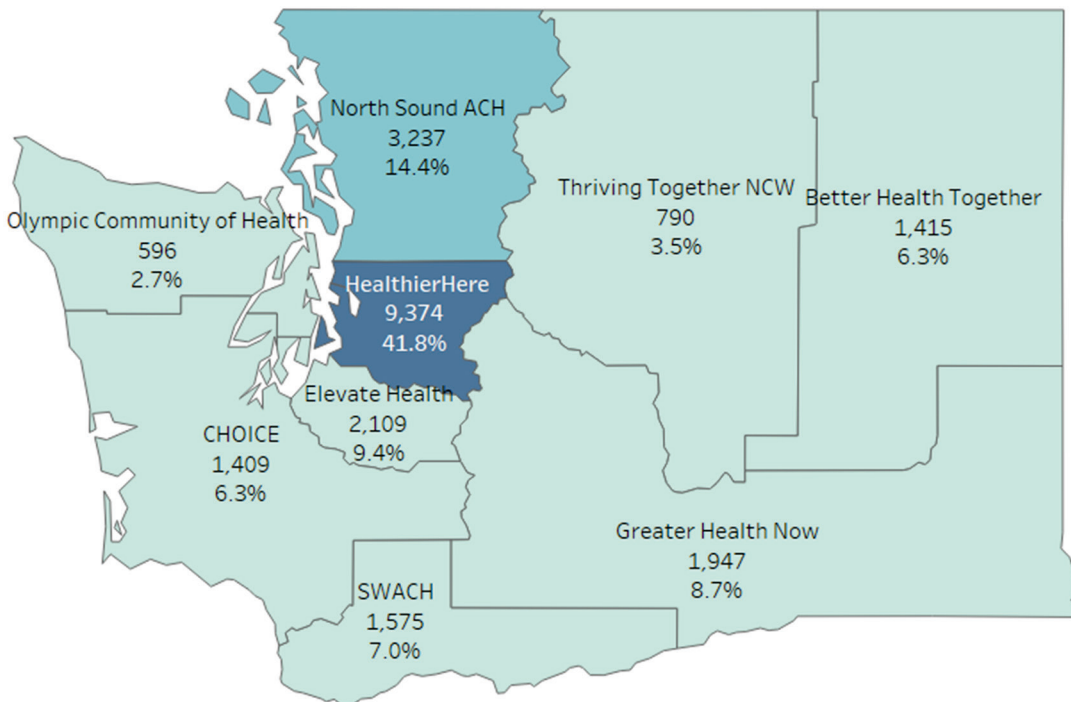 North Sound ACH
3,237
14.4%
Thriving Together NCW
790
3.5%
Better Health Together
1,415
6.3%
Olympic Community of Health
596
2.7%
HealthierHere
9,374
41.8%
Elevate Health
2,109
9.4%
CHOICE
1,409
6.3%
Greater Health Now
1,947
8.7%
SWACH
1,575
7.0%